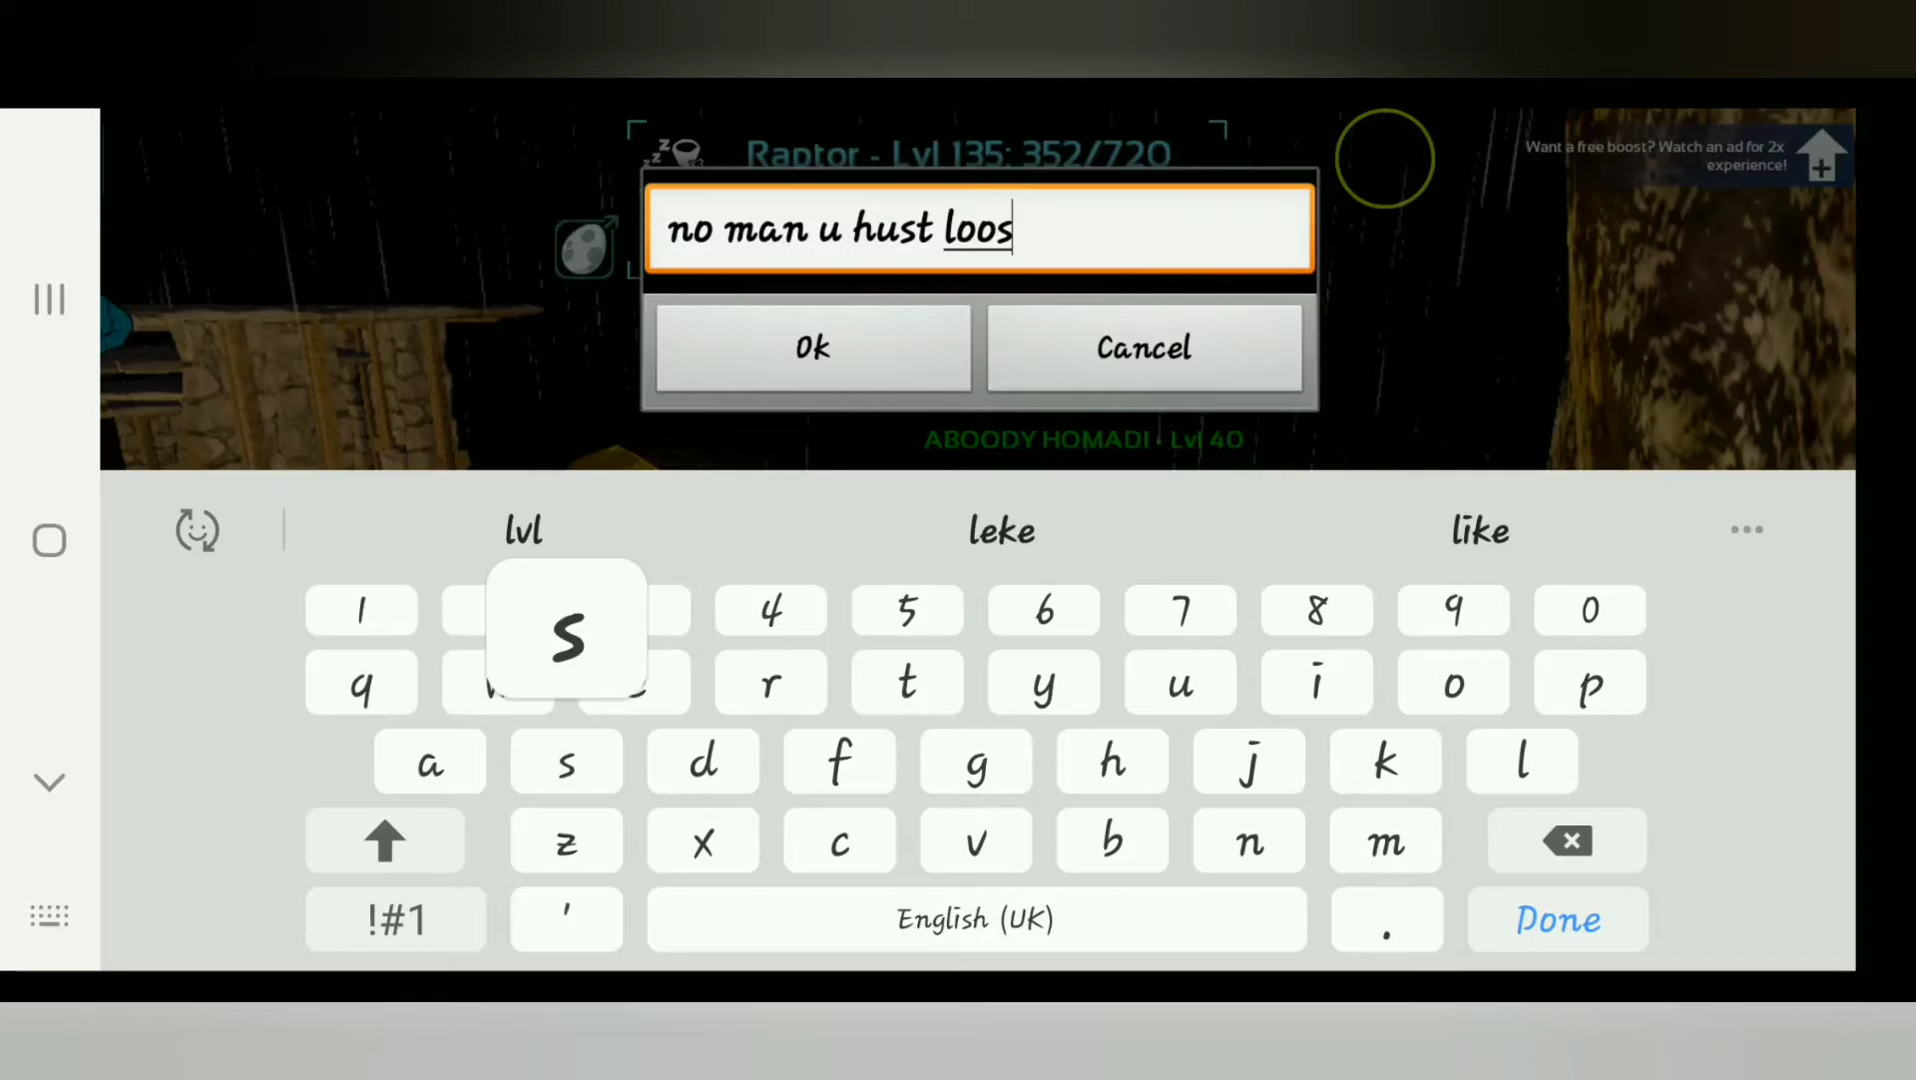 Raptor - Lvl 135: 352/720
Want a free boost? Watch an ad for 2x
experience!
no man u hust loos
Ok Cancel
ABOODY HOMADI - Lvl 40
lvl leke like
s
1 4 5 6 7 8 9 0
q r t y u i o p
a s d f g h j k l
z x c v b n m
!#1 ' English (UK) . Done